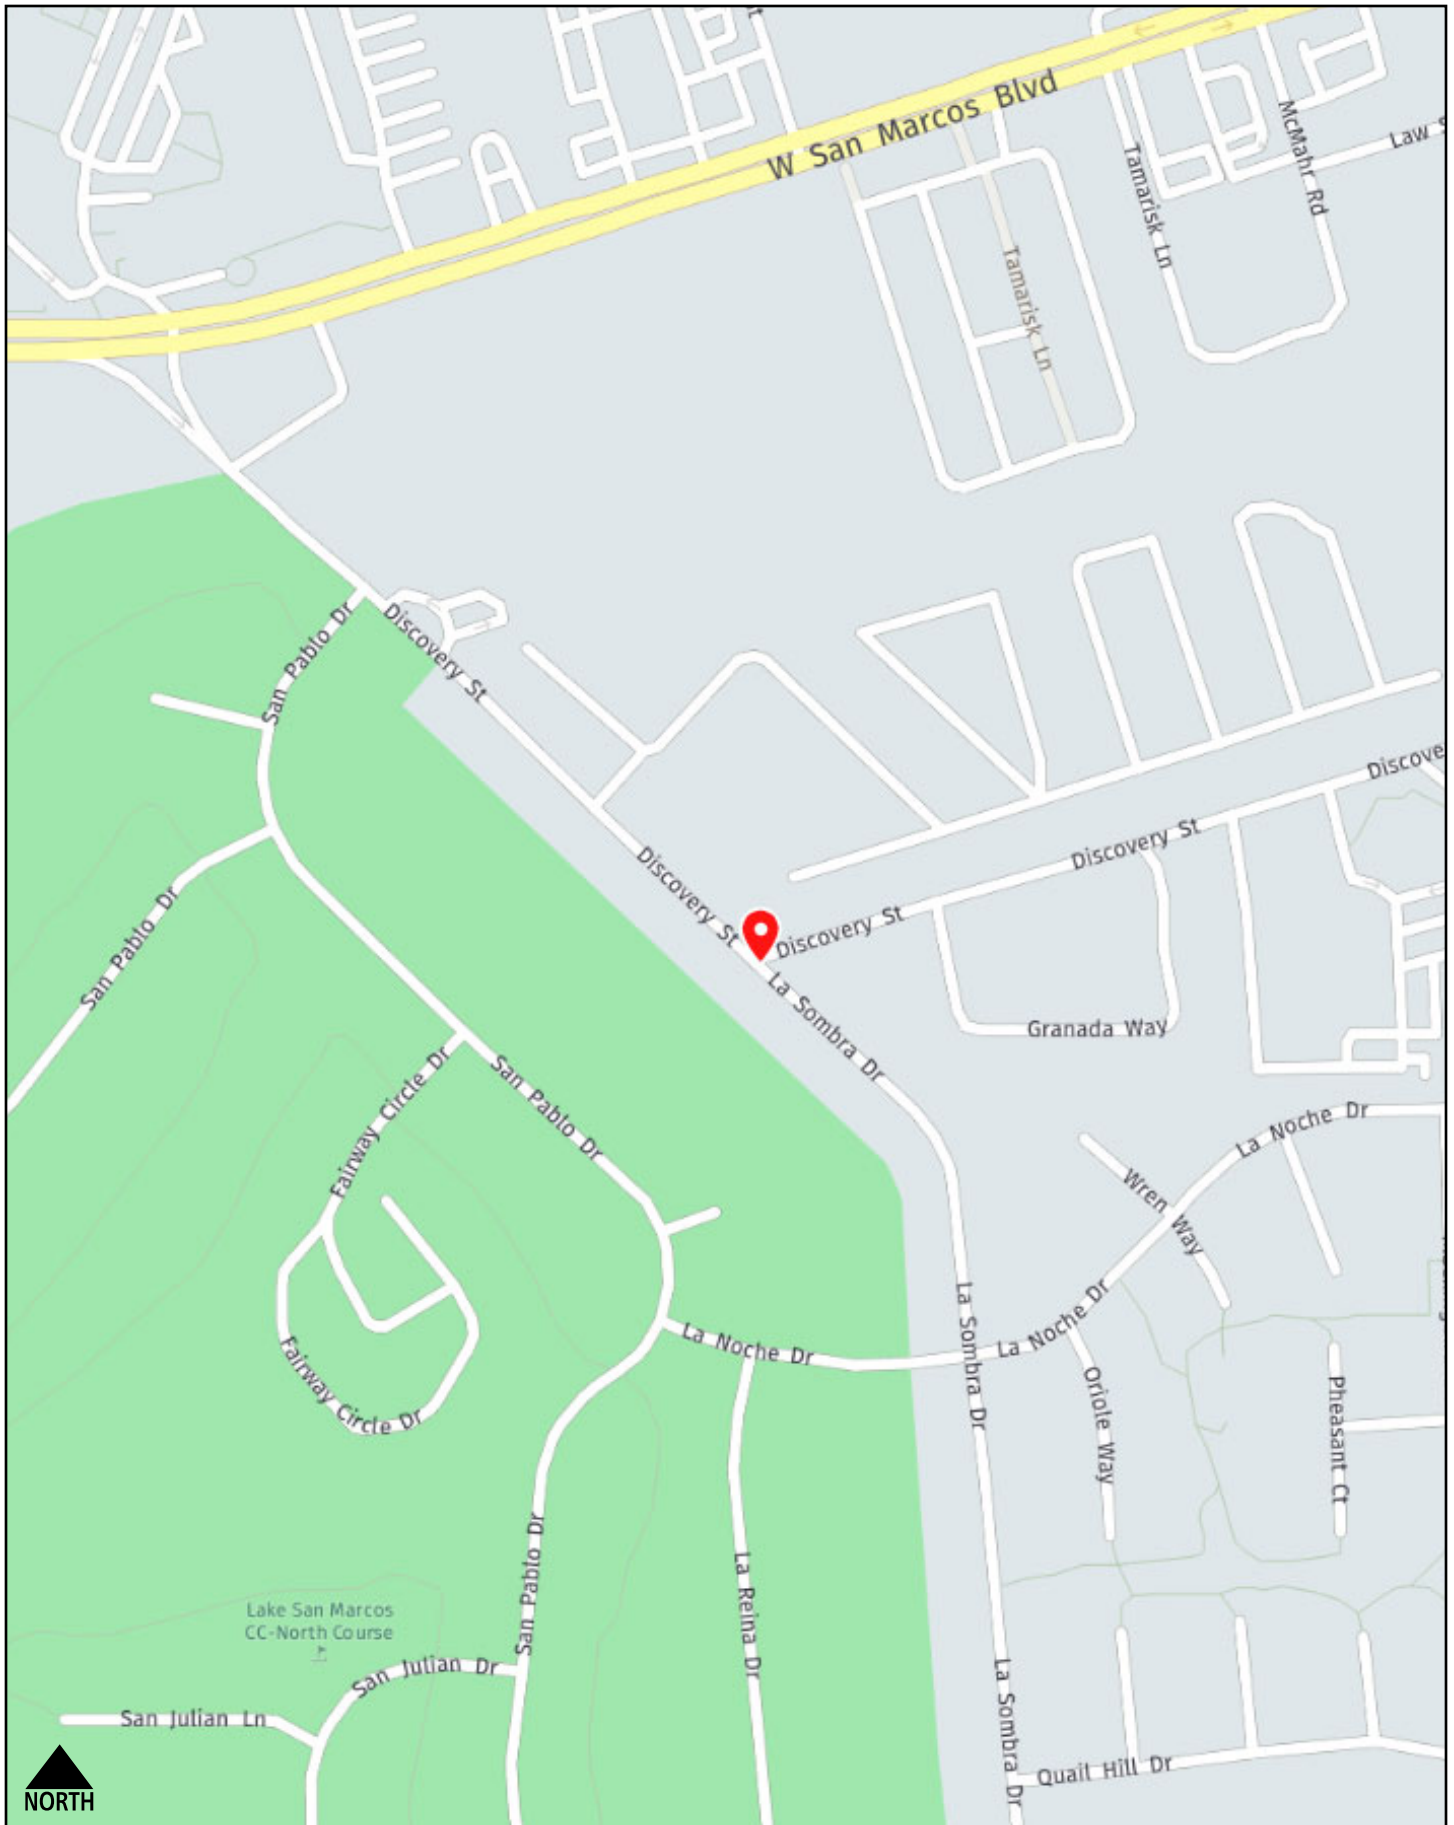 W San Marcos Blvd
McMahr Rd
Law
Tamarisk Ln
Tamarisk Ln
San Pablo Dr
Discovery St
Discove
Discovery St
Discovery St
Discovery St
San Pablo Dr
La Sombra Dr
Granada Way
Fairway Circle Dr
San Pablo Dr
La Noche Dr
Wren Way
La Noche Dr
La Noche Dr
La Sombra Dr
Fairway Circle Dr
Oriole Way
Pheasant Ct
San Pablo Dr
La Reina Dr
Lake San Marcos
CC-North Course
San Julian Dr
San Julian Ln
La Sombra Dr
Quail Hill Dr
NORTH